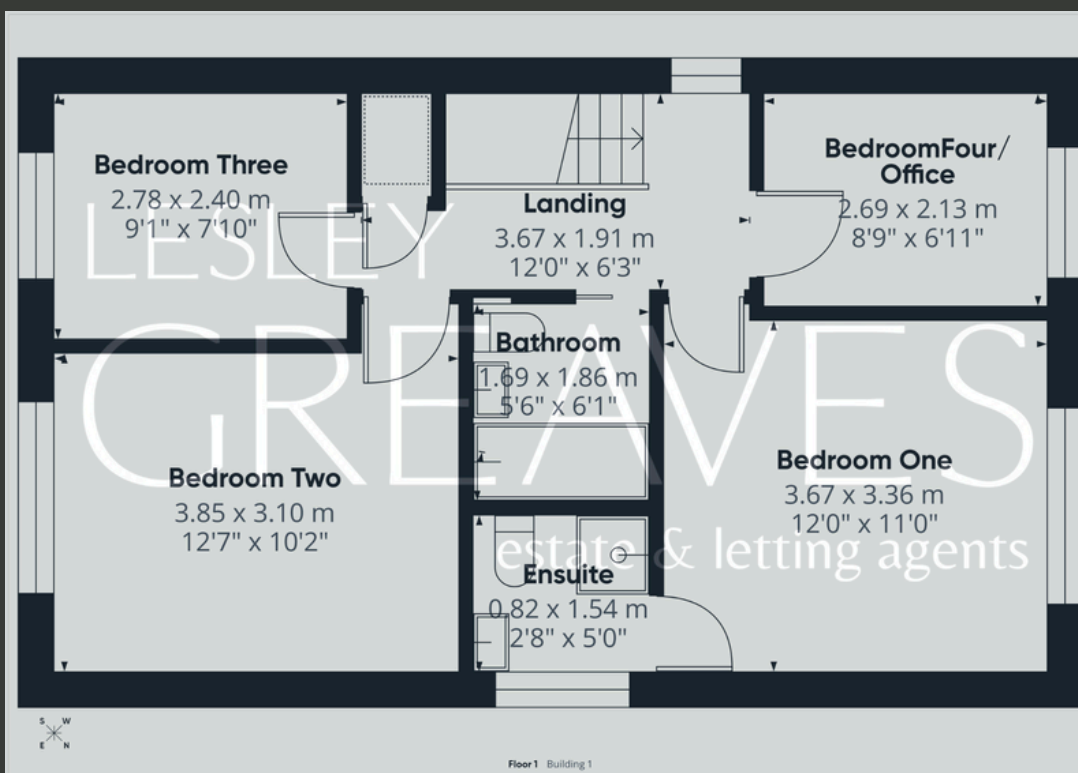 Bedroom Three
2.78 x 2.40 m
9'1" x 7'10"
BedroomFour/
Office
2.69 x 2.13 m
8'9" x 6'11"
Landing
3.67 x 1.91 m
12'0" x 6'3"
LESLEY
GREAVES
estate & letting agents
Bathroom
1.69 x 1.86 m
5'6" x 6'1"
Bedroom Two
3.85 x 3.10 m
12'7" x 10'2"
Bedroom One
3.67 x 3.36 m
12'0" x 11'0"
Ensuite
0.82 x 1.54 m
2'8" x 5'0"
S W
E N
Floor 1 Building 1